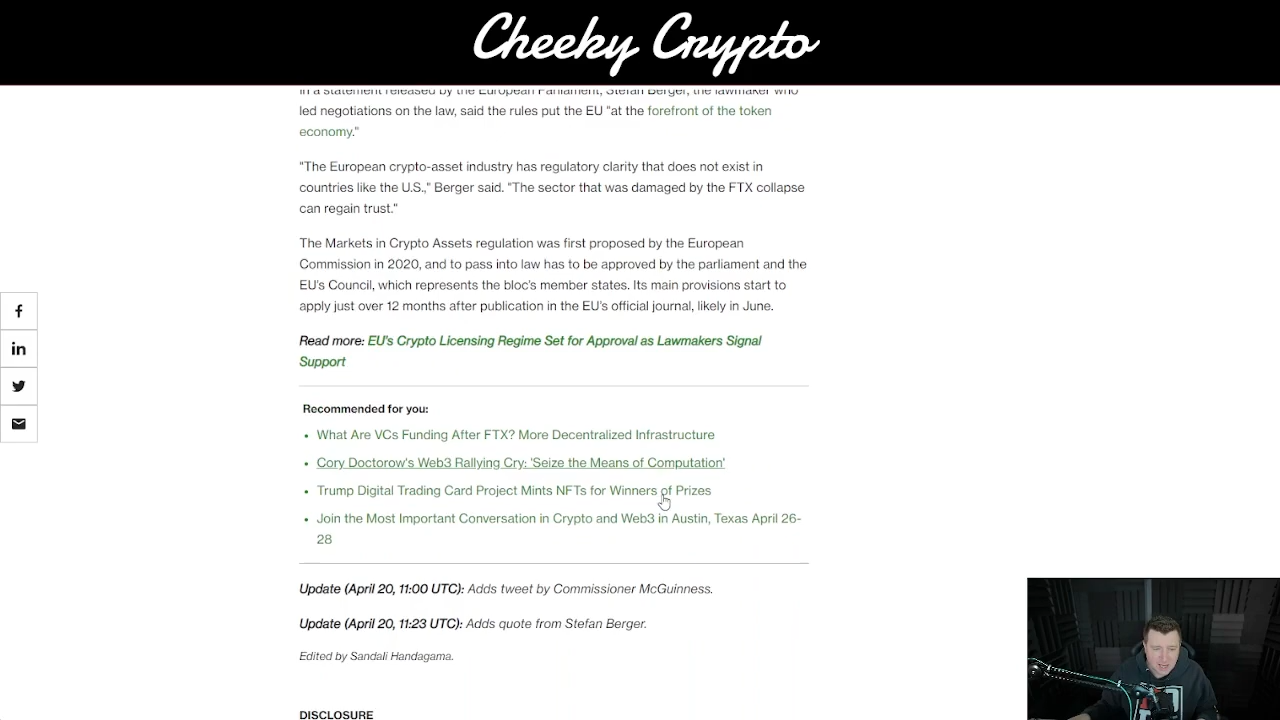 Cheeky Crypto
In a statement released by the European Parliament, Stefan Berger, the lawmaker who
led negotiations on the law, said the rules put the EU "at the forefront of the token
economy."
"The European crypto-asset industry has regulatory clarity that does not exist in
countries like the U.S.," Berger said. "The sector that was damaged by the FTX collapse
can regain trust."
The Markets in Crypto Assets regulation was first proposed by the European
Commission in 2020, and to pass into law has to be approved by the parliament and the
EU's Council, which represents the bloc's member states. Its main provisions start to
apply just over 12 months after publication in the EU's official journal, likely in June.
Read more: EU's Crypto Licensing Regime Set for Approval as Lawmakers Signal
Support
Recommended for you:
• What Are VCs Funding After FTX? More Decentralized Infrastructure
• Cory Doctorow's Web3 Rallying Cry: 'Seize the Means of Computation'
• Trump Digital Trading Card Project Mints NFTs for Winners of Prizes
• Join the Most Important Conversation in Crypto and Web3 in Austin, Texas April 26-
28
Update (April 20, 11:00 UTC): Adds tweet by Commissioner McGuinness.
Update (April 20, 11:23 UTC): Adds quote from Stefan Berger.
Edited by Sandali Handagama.
DISCLOSURE